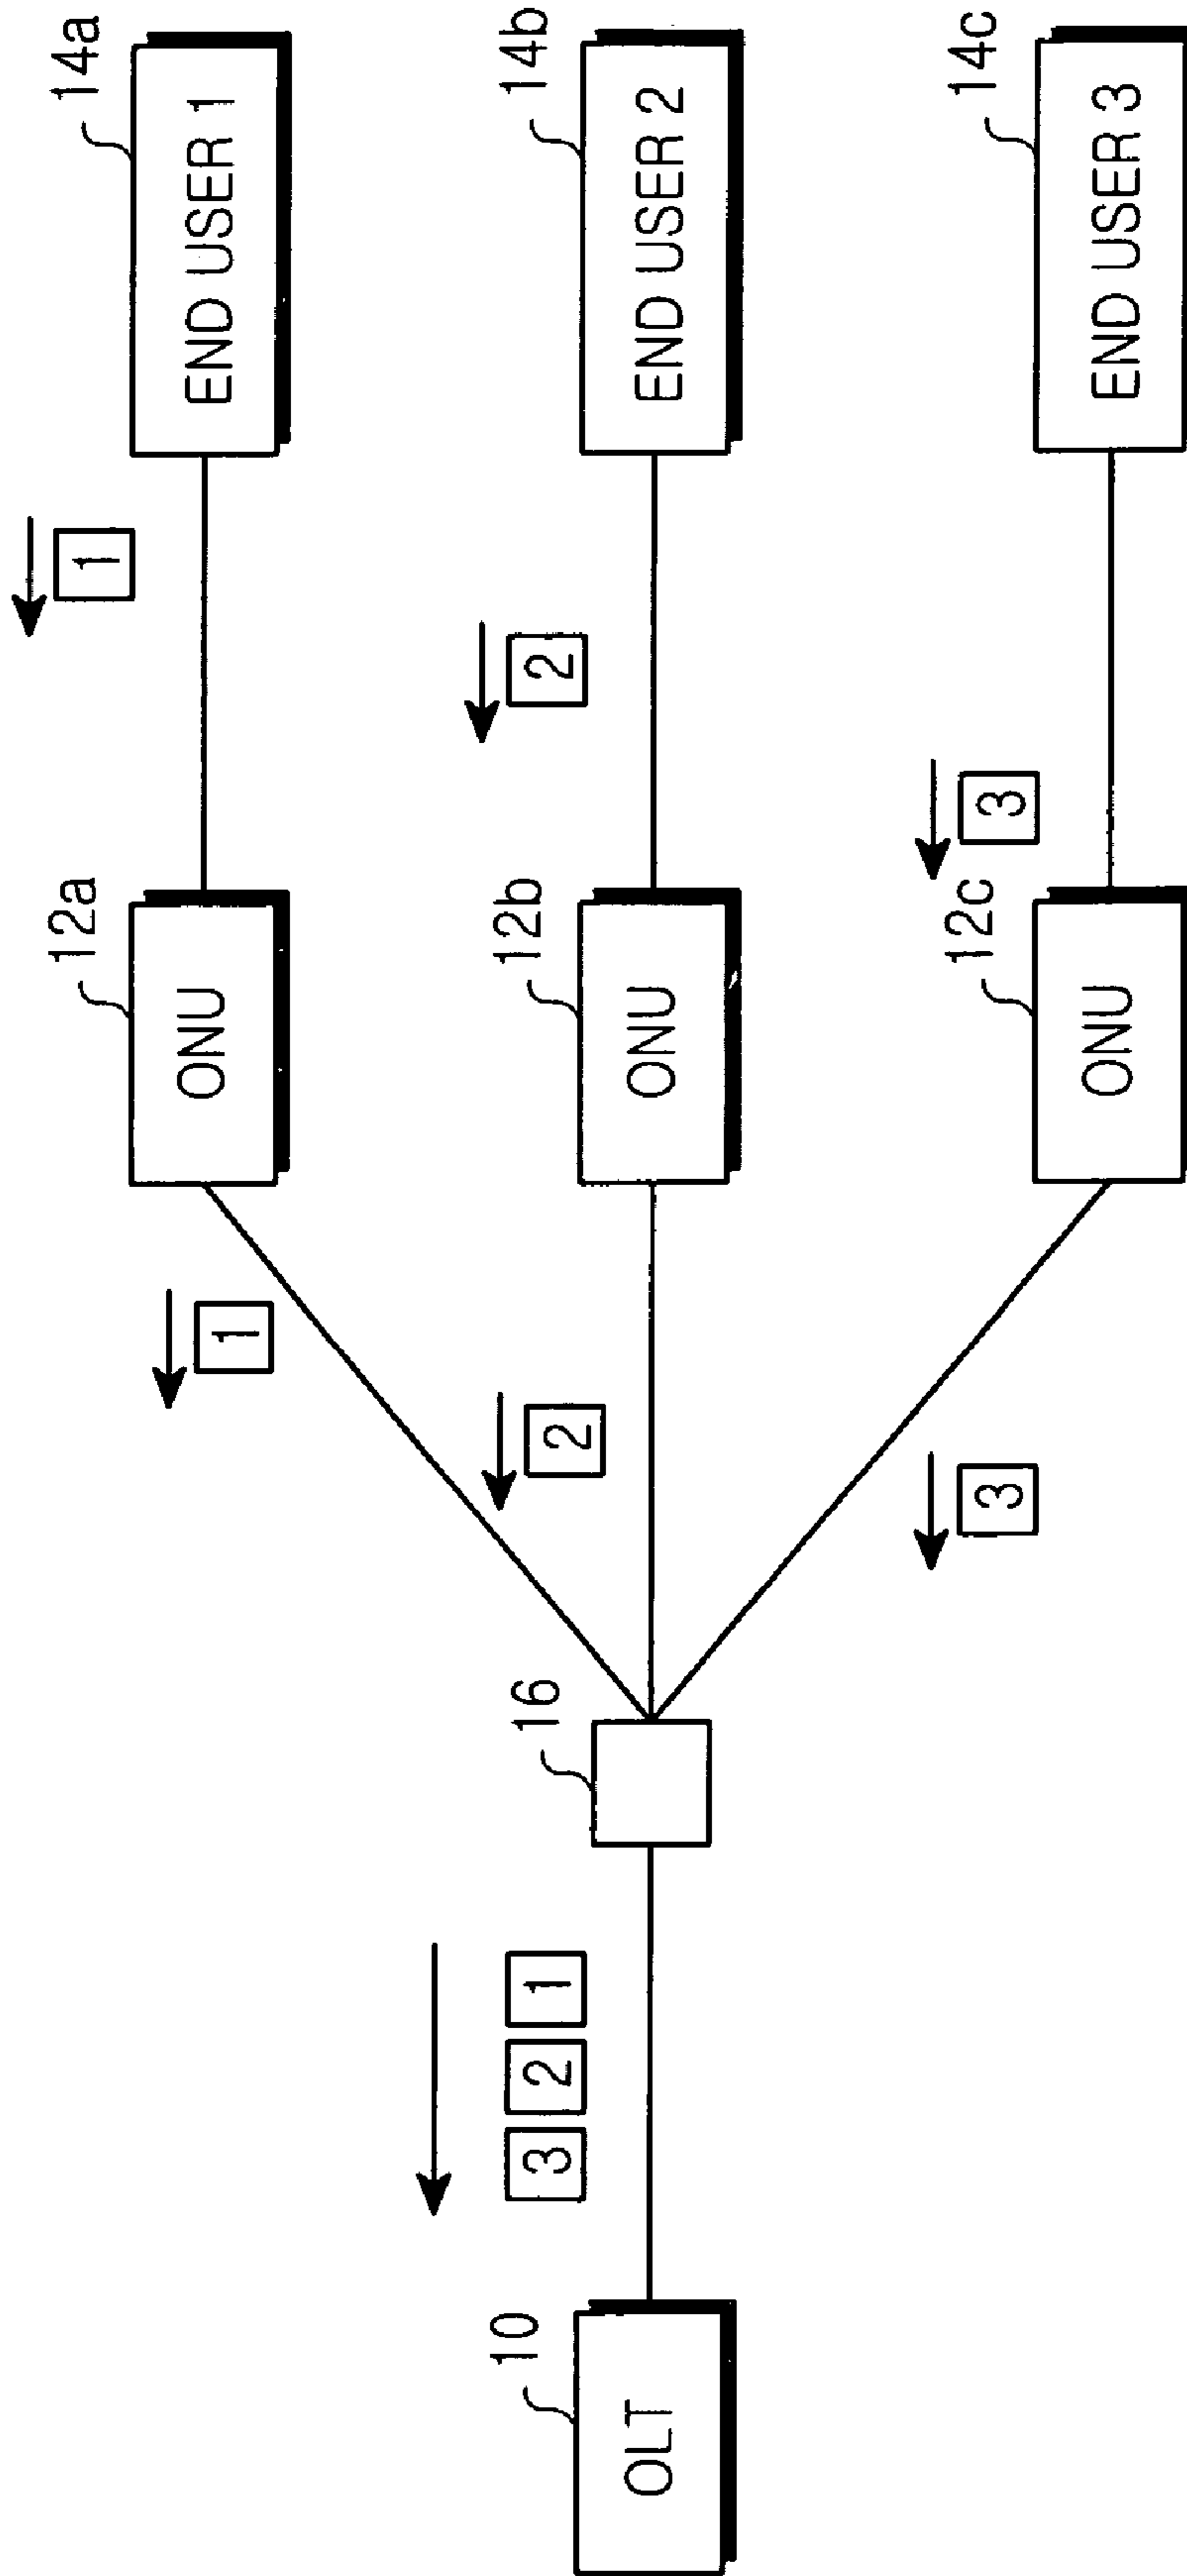 14a
END USER 1
1
12a
ONU
1
14b
END USER 2
2
12b
ONU
2
16
3 2 1
10
OLT
14c
END USER 3
3
12c
ONU
3